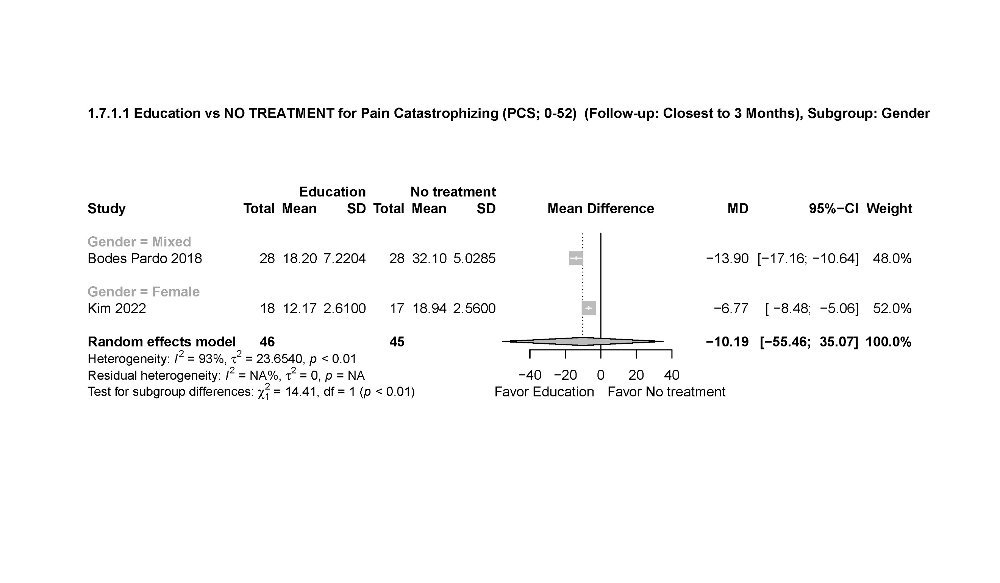 1.7.1.1 Education vs NO TREATMENT for Pain Catastrophizing (PCS; 0-52)  (Follow-up: Closest to 3 Months), Subgroup: Gender
Education No treatment
Study Total Mean SD Total Mean SD Mean Difference MD 95%−CI Weight
Gender = Mixed
Bodes Pardo 2018 28 18.20 7.2204 28 32.10 5.0285 −13.90 [−17.16; −10.64] 48.0%
Gender = Female
Kim 2022 18 12.17 2.6100 17 18.94 2.5600 −6.77 [ −8.48;  −5.06] 52.0%
Random effects model 46 45 −10.19 [−55.46;  35.07] 100.0%
Heterogeneity: I² = 93%, τ² = 23.6540, p < 0.01
Residual heterogeneity: I² = NA%, τ² = 0, p = NA
−40 −20 0 20 40
Test for subgroup differences: χ²₁ = 14.41, df = 1 (p < 0.01)
Favor Education Favor No treatment